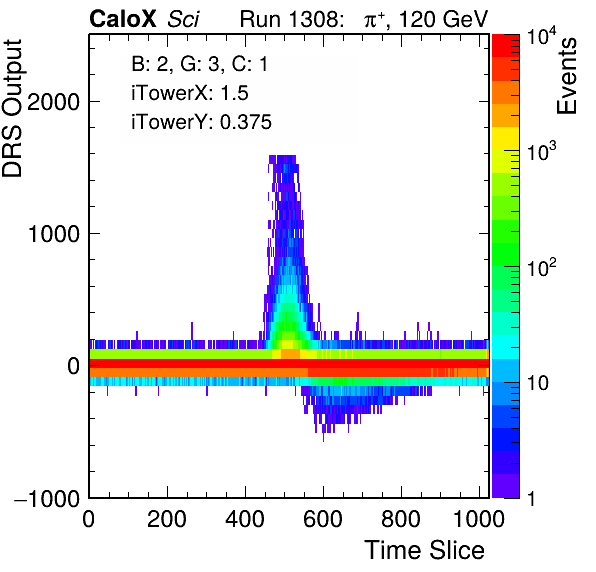 CaloX Sci Run 1308: π⁺, 120 GeV
B: 2, G: 3, C: 1
iTowerX: 1.5
iTowerY: 0.375
DRS Output
2000
1000
0
−1000
0 200 400 600 800 1000
Time Slice
Events
10⁴
10³
10²
10
1